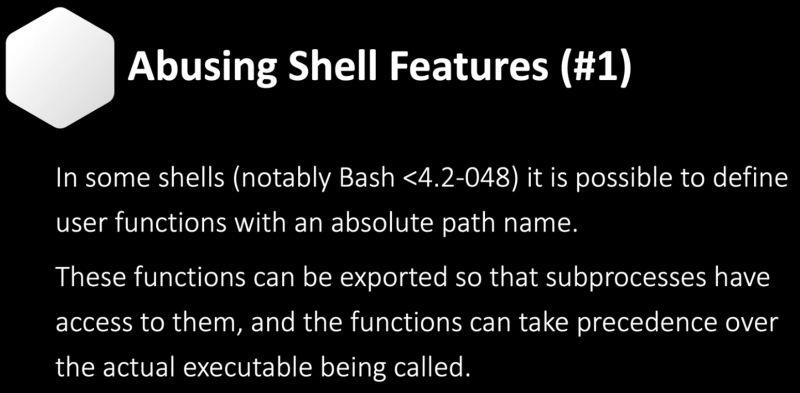 Abusing Shell Features (#1)
In some shells (notably Bash <4.2-048) it is possible to define
user functions with an absolute path name.
These functions can be exported so that subprocesses have
access to them, and the functions can take precedence over
the actual executable being called.